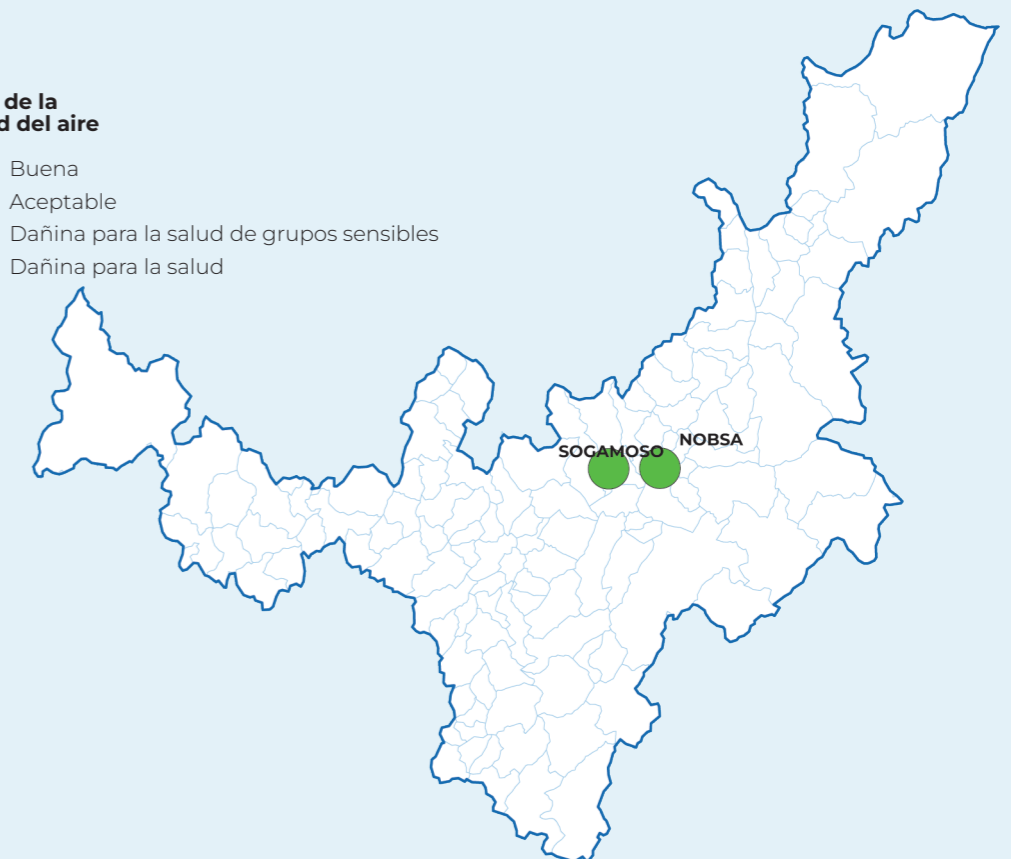 de la
d del aire
Buena
Aceptable
Dañina para la salud de grupos sensibles
Dañina para la salud
NOBSA
SOGAMOSO